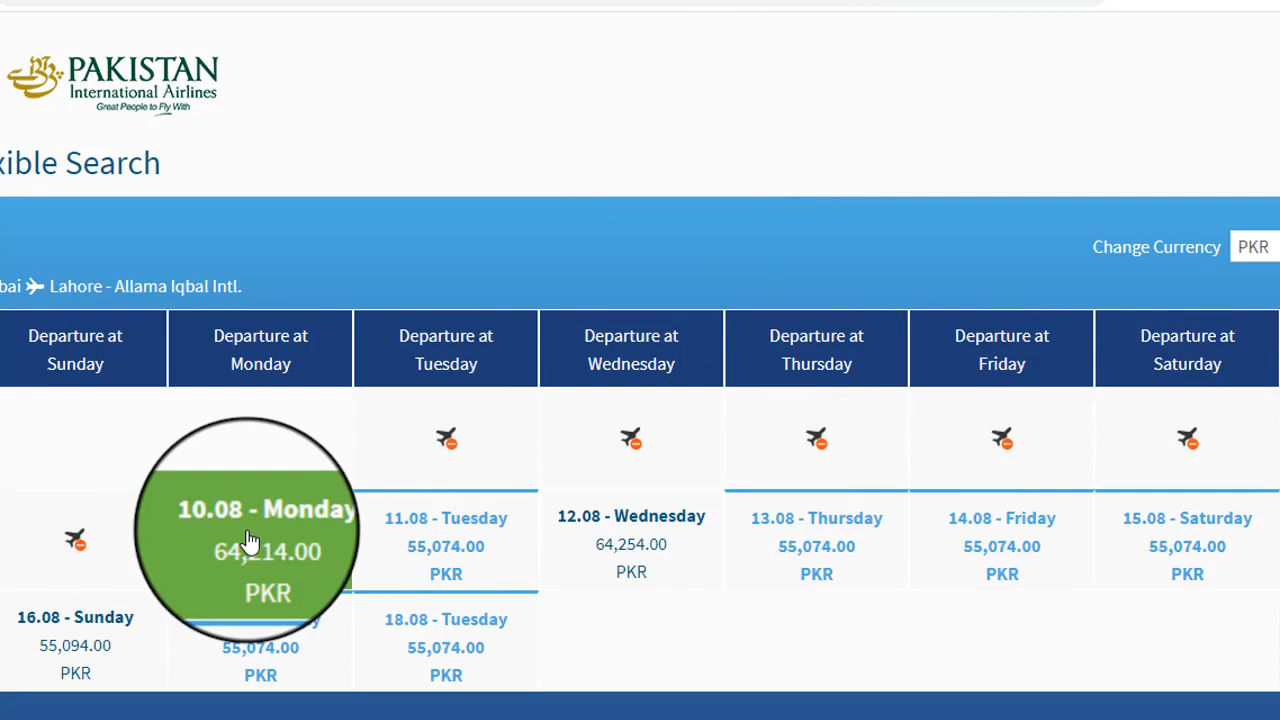 PAKISTAN
International Airlines
Great People to Fly With
xible Search
Change Currency PKR
bai Lahore - Allama Iqbal Intl.
Departure at Sunday
Departure at Monday
Departure at Tuesday
Departure at Wednesday
Departure at Thursday
Departure at Friday
Departure at Saturday
10.08 - Monday
64,214.00
PKR
11.08 - Tuesday
55,074.00
PKR
12.08 - Wednesday
64,254.00
PKR
13.08 - Thursday
55,074.00
PKR
14.08 - Friday
55,074.00
PKR
15.08 - Saturday
55,074.00
PKR
16.08 - Sunday
55,094.00
PKR
55,074.00
PKR
18.08 - Tuesday
55,074.00
PKR